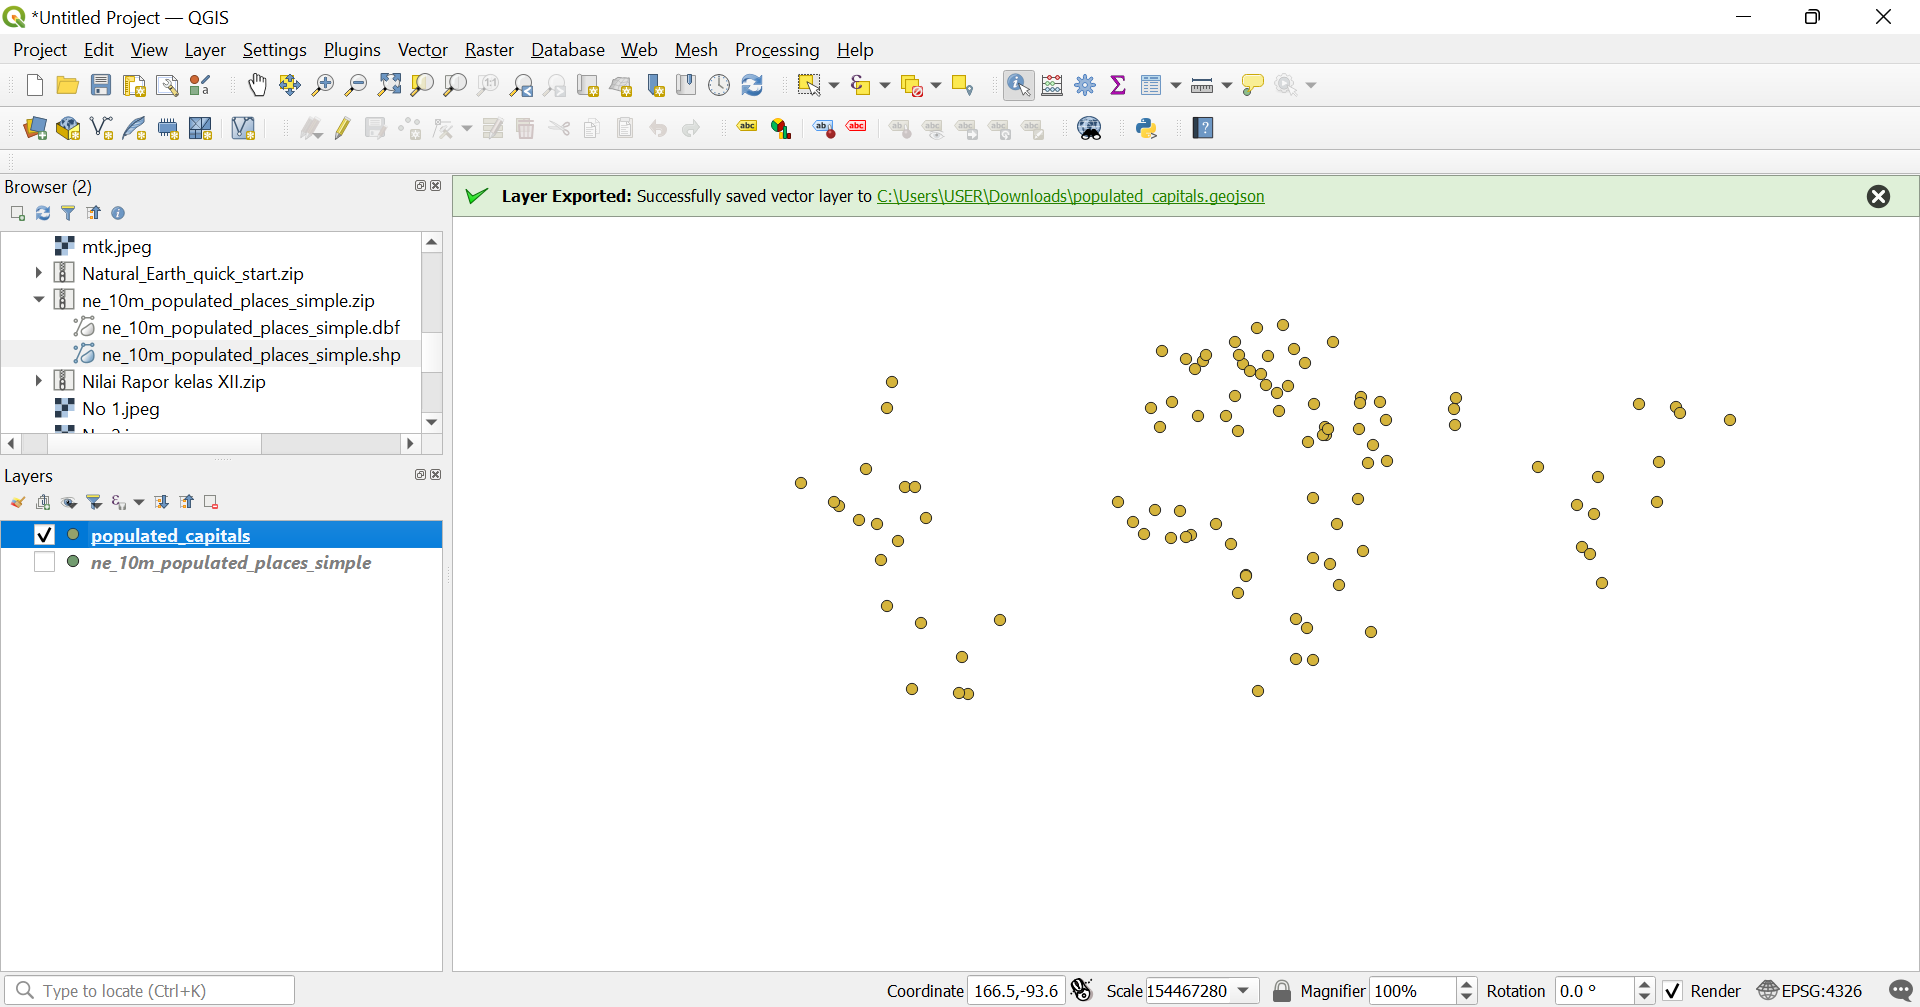 *Untitled Project — QGIS
Project Edit View Layer Settings Plugins Vector Raster Database Web Mesh Processing Help
Browser (2)
Layer Exported: Successfully saved vector layer to C:\Users\USER\Downloads\populated_capitals.geojson
mtk.jpeg
Natural_Earth_quick_start.zip
ne_10m_populated_places_simple.zip
ne_10m_populated_places_simple.dbf
ne_10m_populated_places_simple.shp
Nilai Rapor kelas XII.zip
No 1.jpeg
Layers
populated_capitals
ne_10m_populated_places_simple
Type to locate (Ctrl+K)
Coordinate 166.5,-93.6 Scale 154467280 Magnifier 100% Rotation 0.0 ° Render EPSG:4326